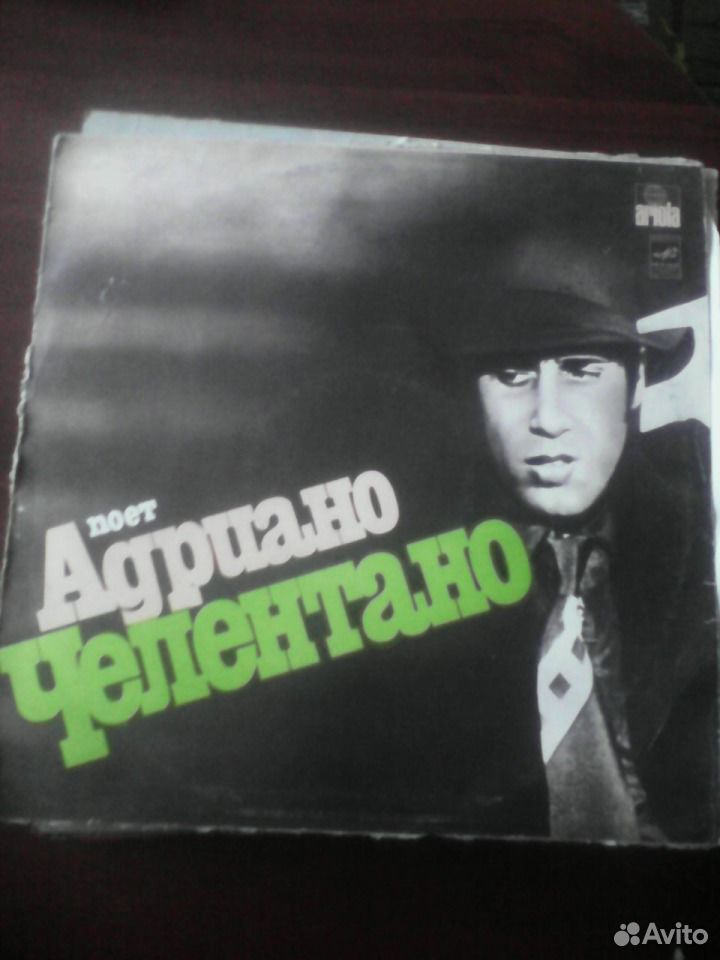 ariola
поет
Адриано
Челентано
Avito